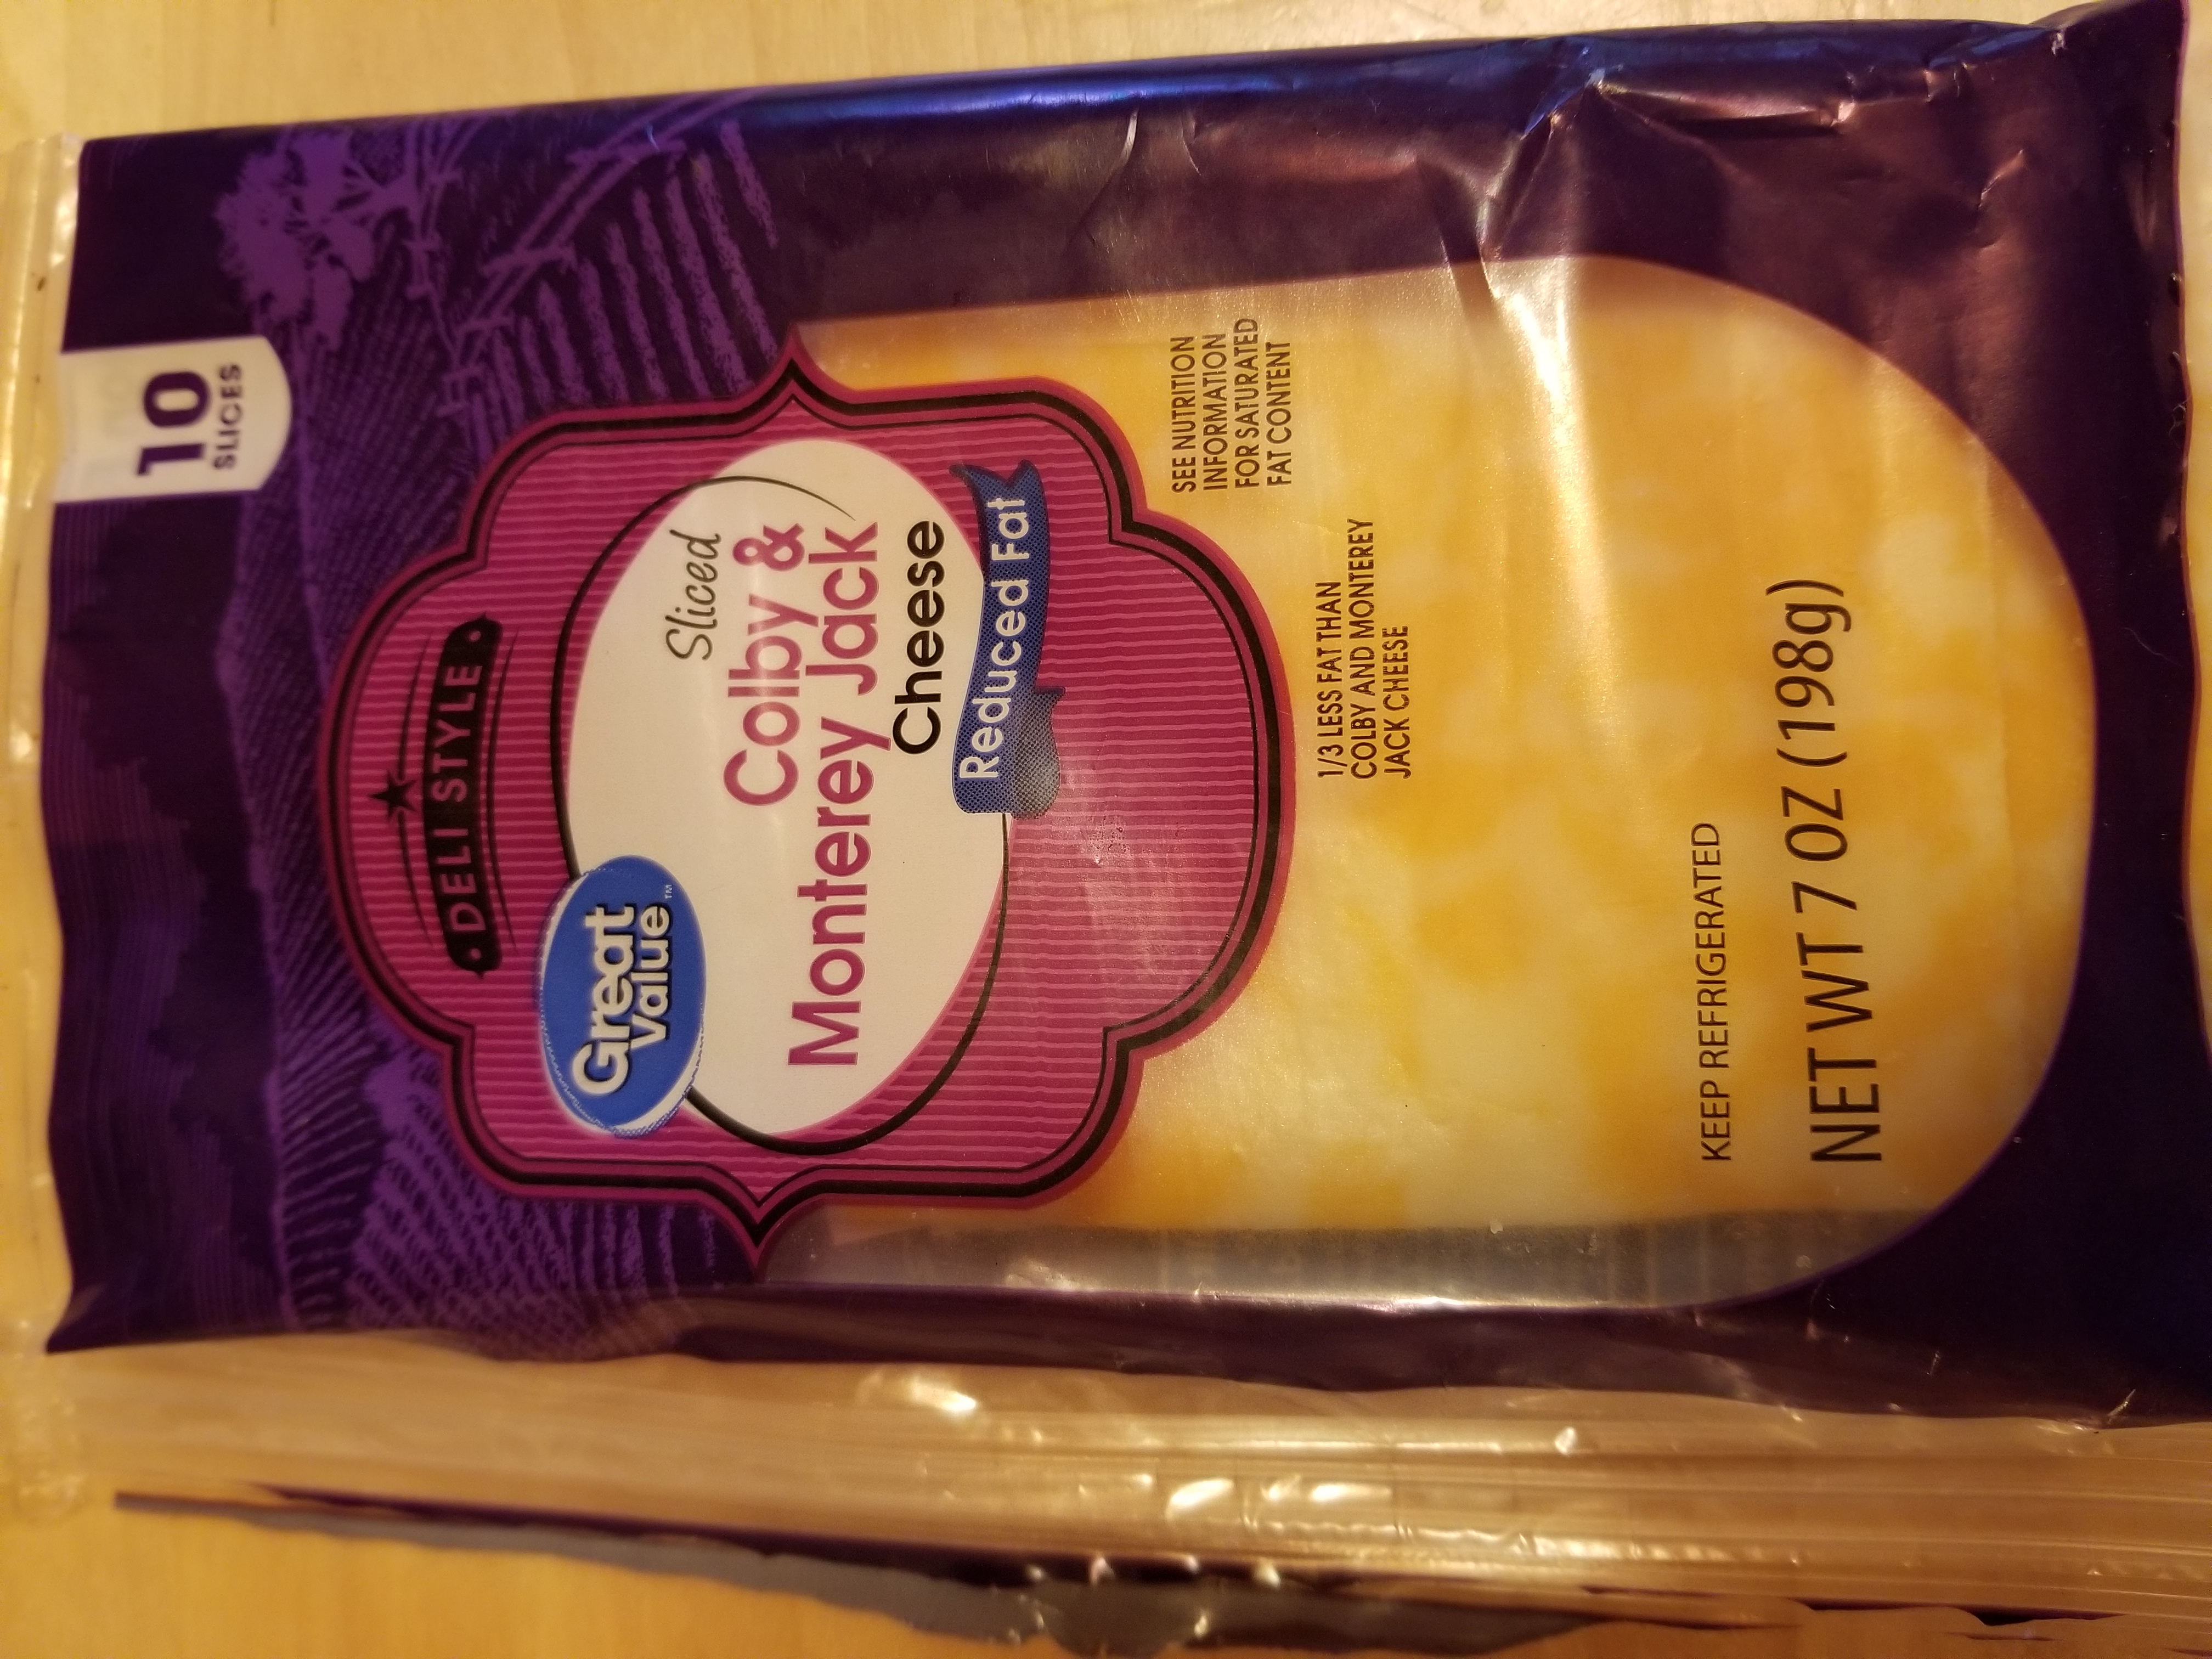 10
SLICES
DELI STYLE
Great
Value™
Sliced
Colby &
Monterey Jack
Cheese
Reduced Fat
SEE NUTRITION
INFORMATION
FOR SATURATED
FAT CONTENT
1/3 LESS FAT THAN
COLBY AND MONTEREY
JACK CHEESE
KEEP REFRIGERATED
NET WT 7 OZ (198g)